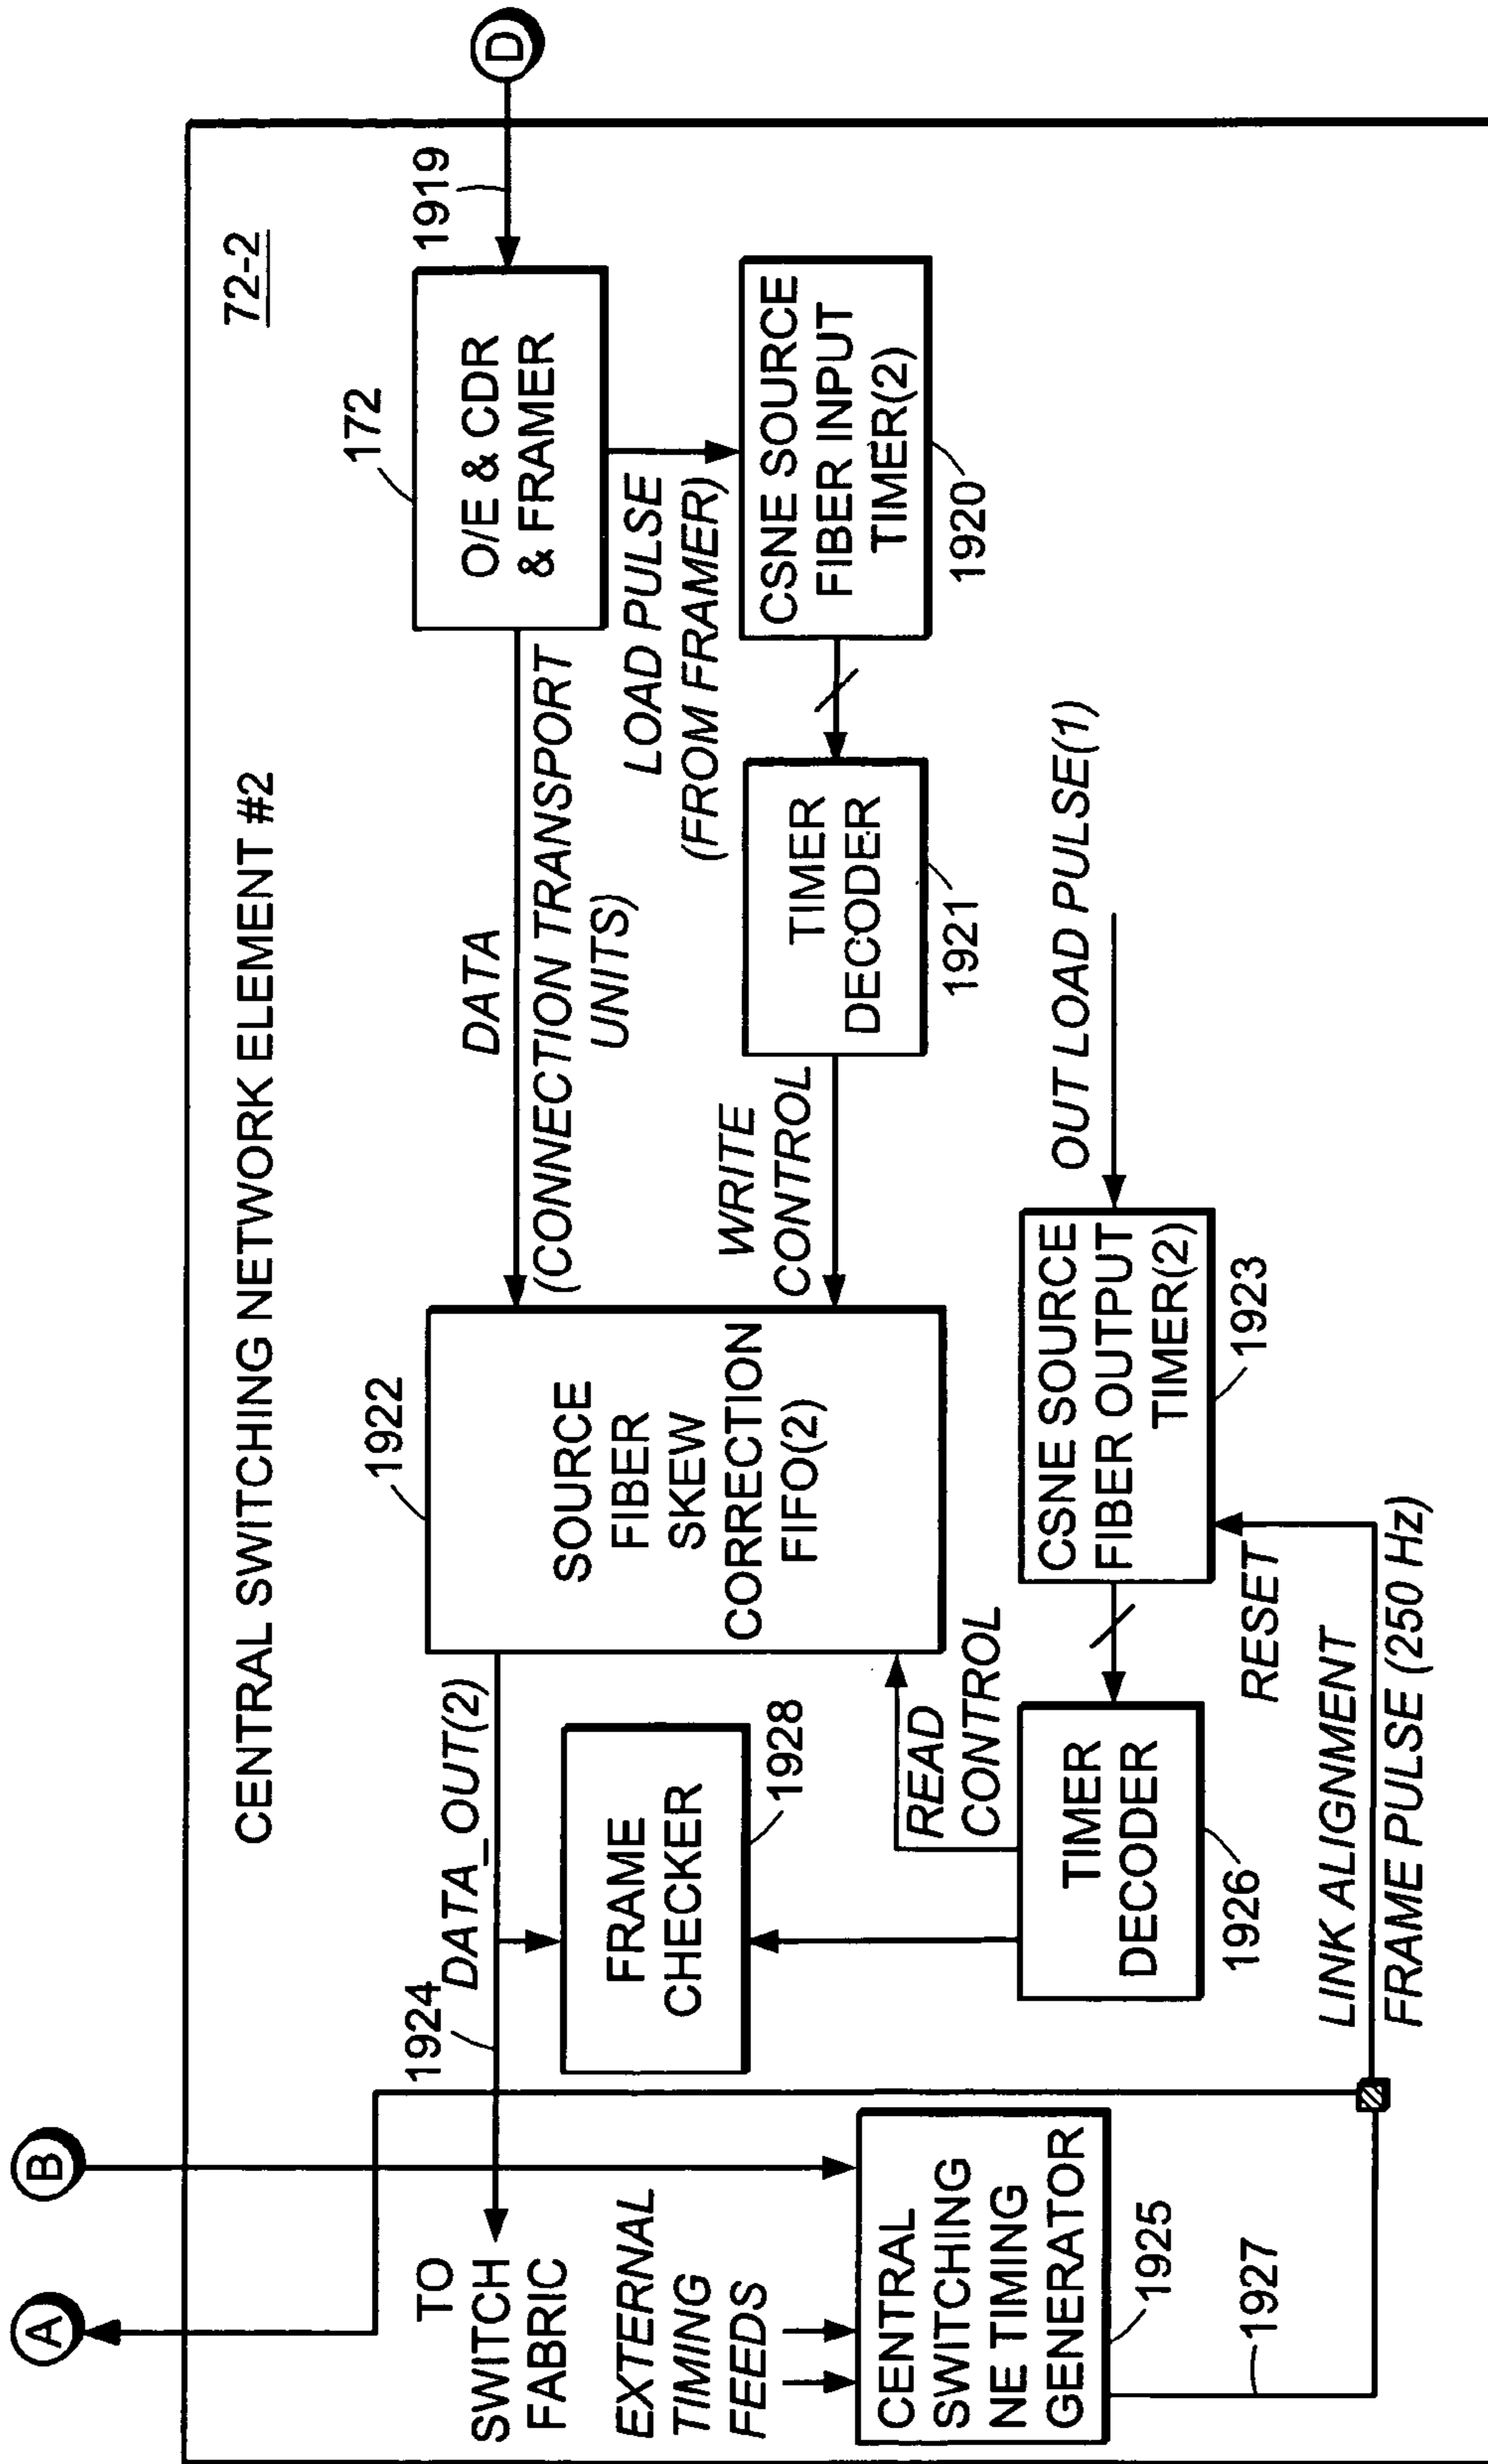 CENTRAL SWITCHING NETWORK ELEMENT #2
72-2
A
B
D
TO
SWITCH
FABRIC
1924
DATA_OUT(2)
1922
SOURCE
FIBER
SKEW
CORRECTION
FIFO(2)
DATA
(CONNECTION TRANSPORT
UNITS)
172
O/E & CDR
& FRAMER
1919
LOAD PULSE
(FROM FRAMER)
CSNE SOURCE
FIBER INPUT
TIMER(2)
1920
TIMER
DECODER
1921
WRITE
CONTROL
FRAME
CHECKER
1928
READ
CONTROL
EXTERNAL
TIMING
FEEDS
CENTRAL
SWITCHING
NE TIMING
GENERATOR
1925
1927
TIMER
DECODER
1926
CSNE SOURCE
FIBER OUTPUT
TIMER(2)
1923
OUT LOAD PULSE(1)
RESET
LINK ALIGNMENT
FRAME PULSE (250 Hz)